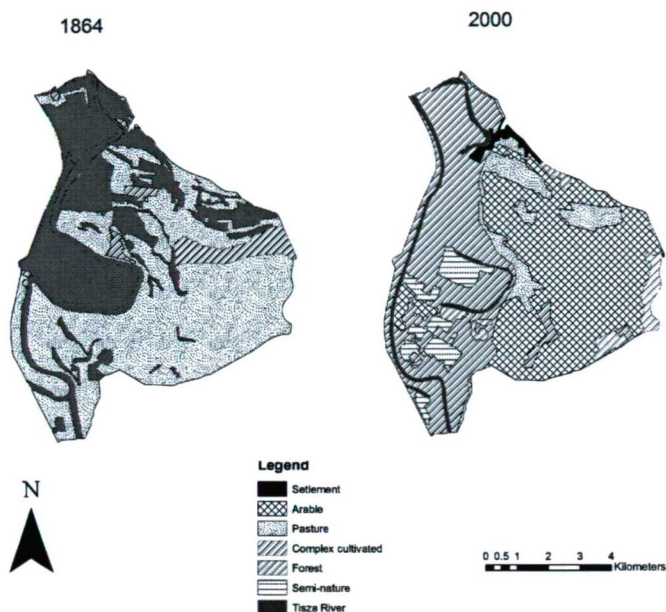 1864
2000
N
Legend
Setlement
Arable
Pasture
Complex cultivated
Forest
Semi-nature
Tisza River
0 0.5 1 2 3 4
Kilometers